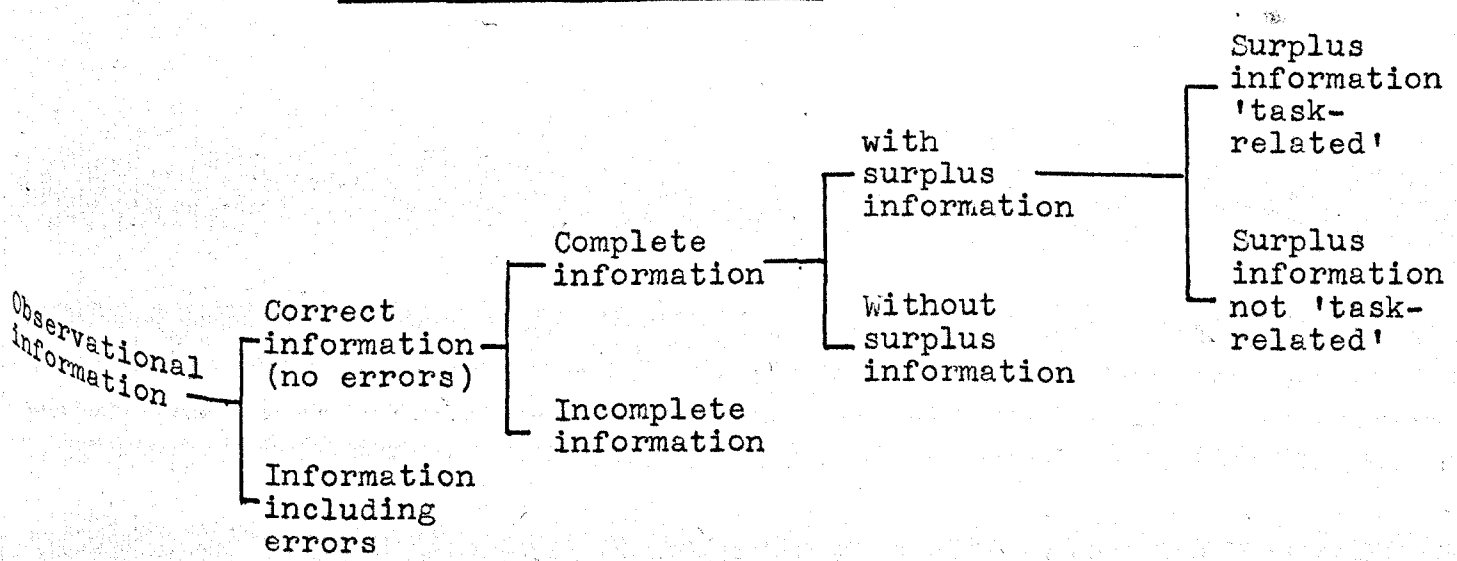 Observational
information
Correct
information
(no errors)
Information
including
errors
Complete
information
Incomplete
information
with
surplus
information
Without
surplus
information
Surplus
information
'task-
related'
Surplus
information
not 'task-
related'